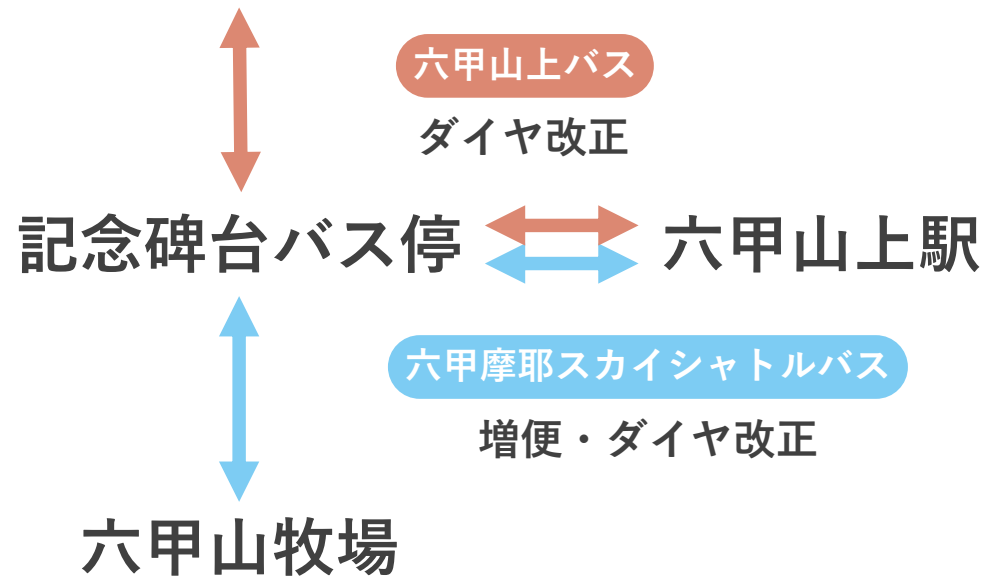 六甲山上バス
ダイヤ改正
記念碑台バス停
六甲山上駅
六甲摩耶スカイシャトルバス
増便・ダイヤ改正
六甲山牧場